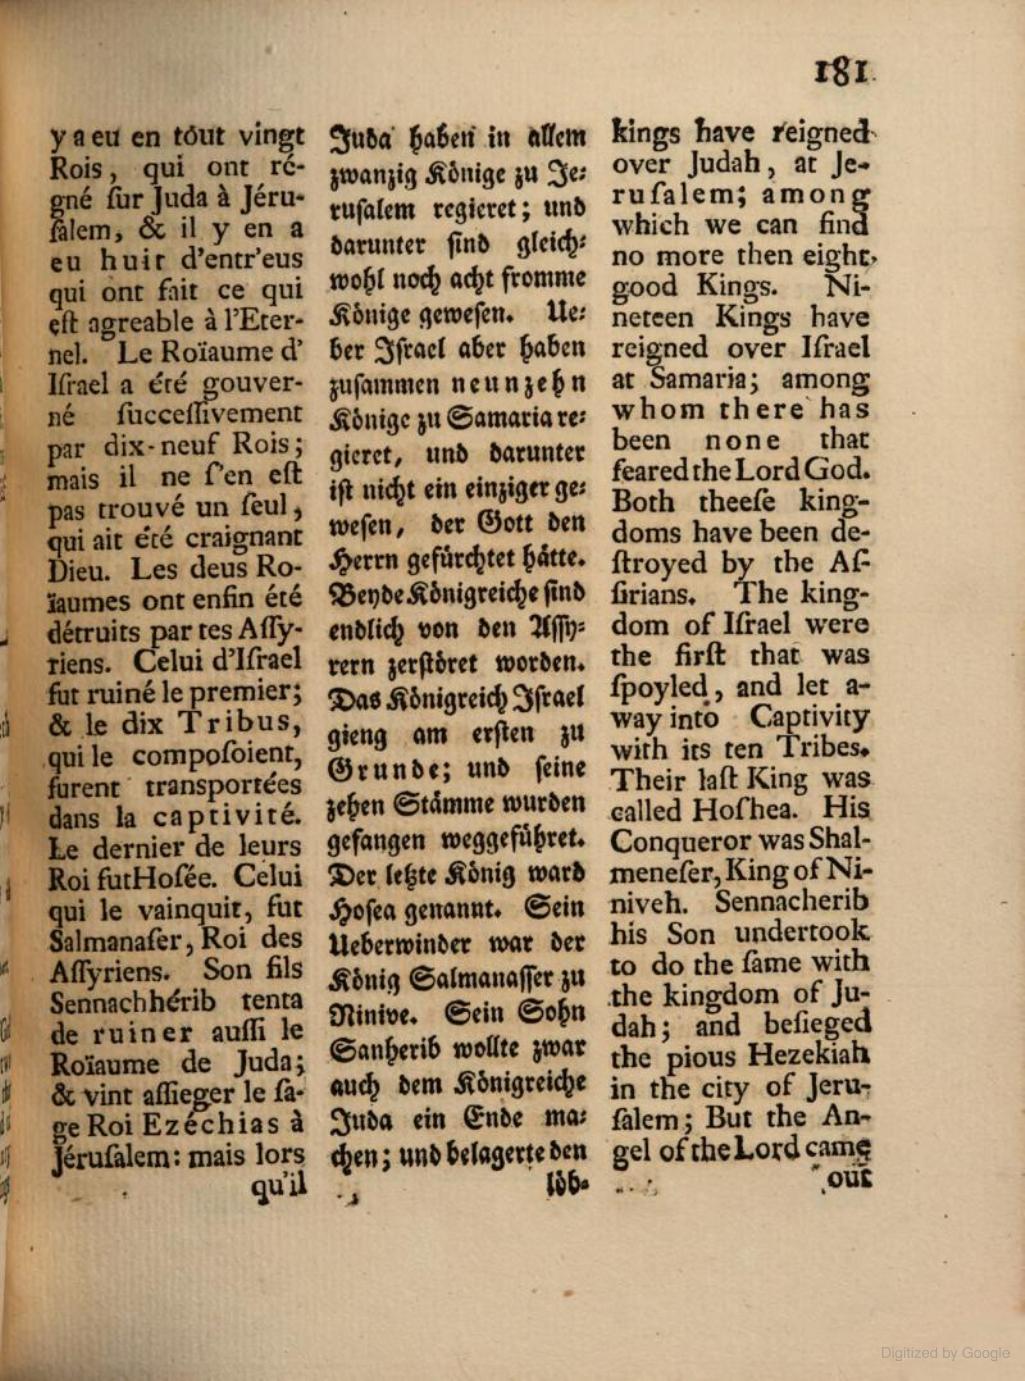 181
y a eu en tout vingt
Rois, qui ont ré-
gné ſur Juda à Jéru-
ſalem, & il y en a
eu huit d'entr'eus
qui ont fait ce qui
eſt agreable à l'Eter-
nel. Le Roïaume d'
Iſrael a été gouver-
né ſucceſſivement
par dix-neuf Rois;
mais il ne ſ'en eſt
pas trouvé un ſeul,
qui ait été craignant
Dieu. Les deus Ro-
ïaumes ont enfin été
détruits par tes Aſſy-
riens. Celui d'Iſrael
fut ruiné le premier;
& le dix Tribus,
qui le compoſoient,
furent transportées
dans la captivité.
Le dernier de leurs
Roi fut Hoſée. Celui
qui le vainquit, fut
Salmanaſer, Roi des
Aſſyriens. Son fils
Sennachhérib tenta
de ruiner auſſi le
Roïaume de Juda;
& vint aſſieger le ſa-
ge Roi Ezéchias à
Jéruſalem: mais lors
qu'il
Juda haben in allem
zwanzig Könige zu Je-
ruſalem regieret; und
darunter ſind gleich-
wohl noch acht fromme
Könige geweſen. Ue-
ber Iſrael aber haben
zuſammen neunzehn
Könige zu Samaria re-
gieret, und darunter
iſt nicht ein einziger ge-
weſen, der Gott den
Herrn gefürchtet hätte.
Beyde Königreiche ſind
endlich von den Aſſy-
rern zerſtöret worden.
Das Königreich Iſrael
gieng am erſten zu
Grunde; und ſeine
zehen Stämme wurden
gefangen weggeführet.
Der letzte König ward
Hoſea genannt. Sein
Ueberwinder war der
König Salmanaſſer zu
Ninive. Sein Sohn
Sanherib wollte zwar
auch dem Königreiche
Juda ein Ende ma-
chen; und belagerte den
löb-
kings have reigned
over Judah, at Je-
ruſalem; among
which we can find
no more then eight
good Kings. Ni-
neteen Kings have
reigned over Iſrael
at Samaria; among
whom there has
been none that
feared the Lord God.
Both theeſe king-
doms have been de-
ſtroyed by the Aſ-
ſirians. The king-
dom of Iſrael were
the firſt that was
ſpoyled, and let a-
way into Captivity
with its ten Tribes.
Their laſt King was
called Hoſhea. His
Conqueror was Shal-
meneſer, King of Ni-
niveh. Sennacherib
his Son undertook
to do the ſame with
the kingdom of Ju-
dah; and beſieged
the pious Hezekiah
in the city of Jeru-
ſalem; But the An-
gel of the Lord came
out
Digitized by Google